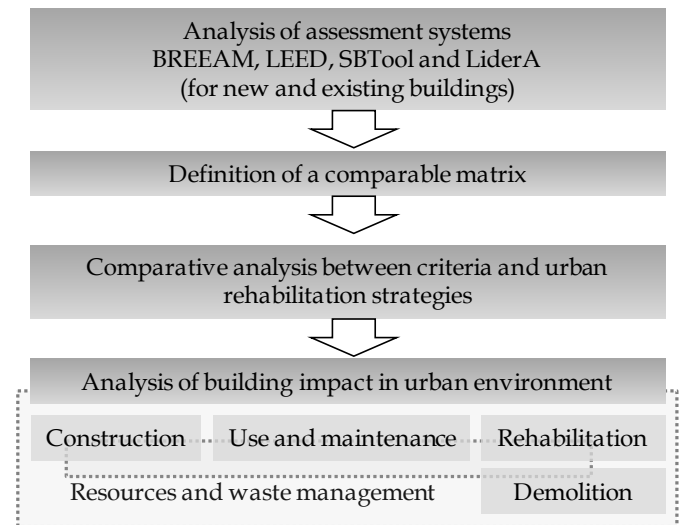 Analysis of assessment systems
BREEAM, LEED, SBTool and LiderA
(for new and existing buildings)
Definition of a comparable matrix
Comparative analysis between criteria and urban
rehabilitation strategies
Analysis of building impact in urban environment
Construction
Use and maintenance
Rehabilitation
Resources and waste management
Demolition